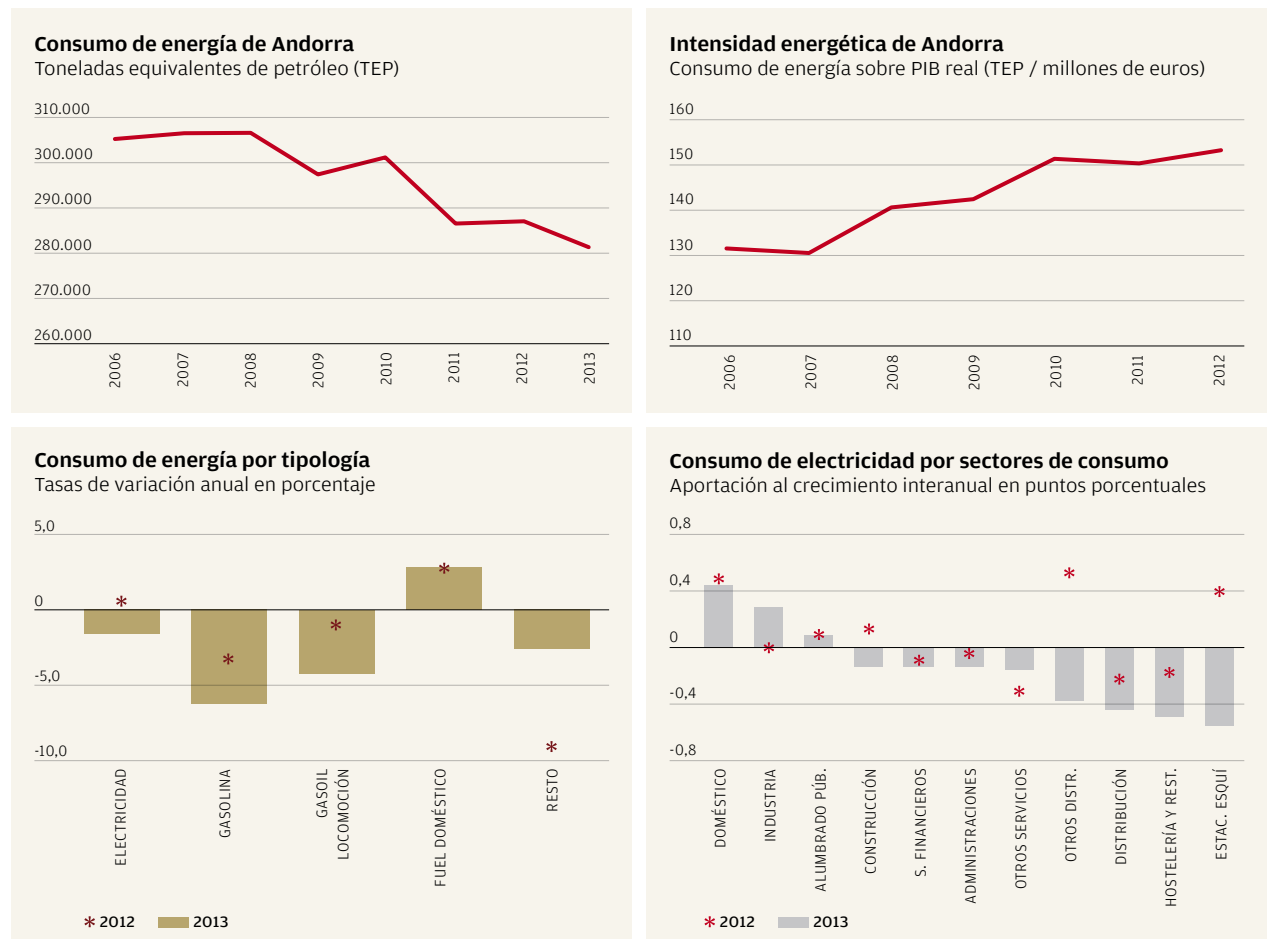 Consumo de energía de Andorra
Toneladas equivalentes de petróleo (TEP)
310.000
300.000
290.000
280.000
270.000
260.000
2006
2007
2008
2009
2010
2011
2012
2013
Intensidad energética de Andorra
Consumo de energía sobre PIB real (TEP / millones de euros)
160
150
140
130
120
110
2006
2007
2008
2009
2010
2011
2012
Consumo de energía por tipología
Tasas de variación anual en porcentaje
5,0
0
-5,0
-10,0
ELECTRICIDAD
GASOLINA
GASOIL
LOCOMOCIÓN
FUEL DOMÉSTICO
RESTO
* 2012
2013
Consumo de electricidad por sectores de consumo
Aportación al crecimiento interanual en puntos porcentuales
0,8
0,4
0
-0,4
-0,8
DOMÉSTICO
INDUSTRIA
ALUMBRADO PÚB.
CONSTRUCCIÓN
S. FINANCIEROS
ADMINISTRACIONES
OTROS SERVICIOS
OTROS DISTR.
DISTRIBUCIÓN
HOSTELERÍA Y REST.
ESTAC. ESQUÍ
* 2012
2013